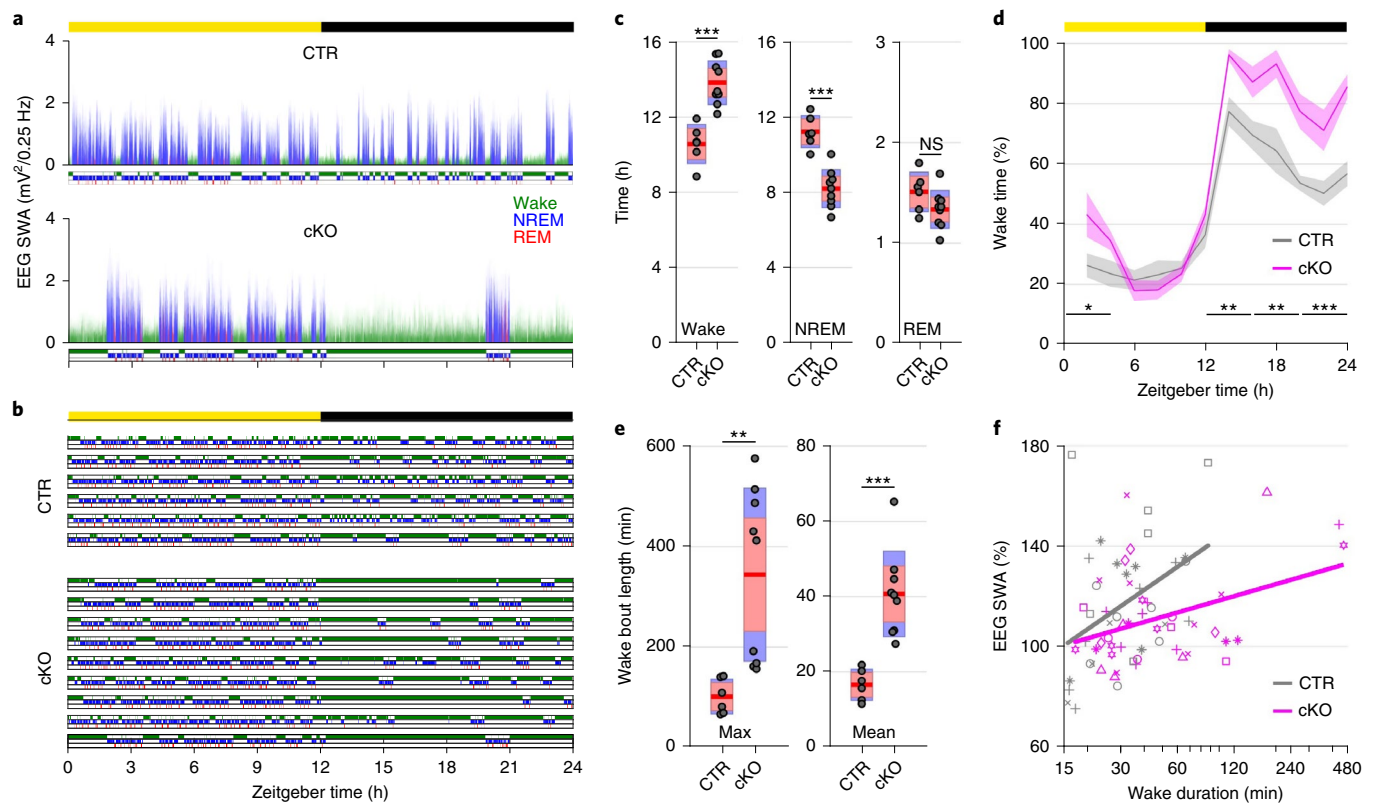 a
CTR
4
2
0
EEG SWA (mV²/0.25 Hz)
Wake
NREM
REM
4
cKO
2
0
b
CTR
cKO
0 3 6 9 12 15 18 21 24
Zeitgeber time (h)
c
Time (h)
16
12
8
4
0
***
Wake
CTR
cKO
16
12
8
4
0
***
NREM
CTR
cKO
3
2
1
0
NS
REM
CTR
cKO
d
Wake time (%)
100
80
60
40
20
0
CTR
cKO
* ** ** ***
0 6 12 18 24
Zeitgeber time (h)
e
Wake bout length (min)
600
400
200
0
**
Max
CTR
cKO
80
60
40
20
0
***
Mean
CTR
cKO
f
EEG SWA (%)
180
140
100
60
CTR
cKO
15 30 60 120 240 480
Wake duration (min)